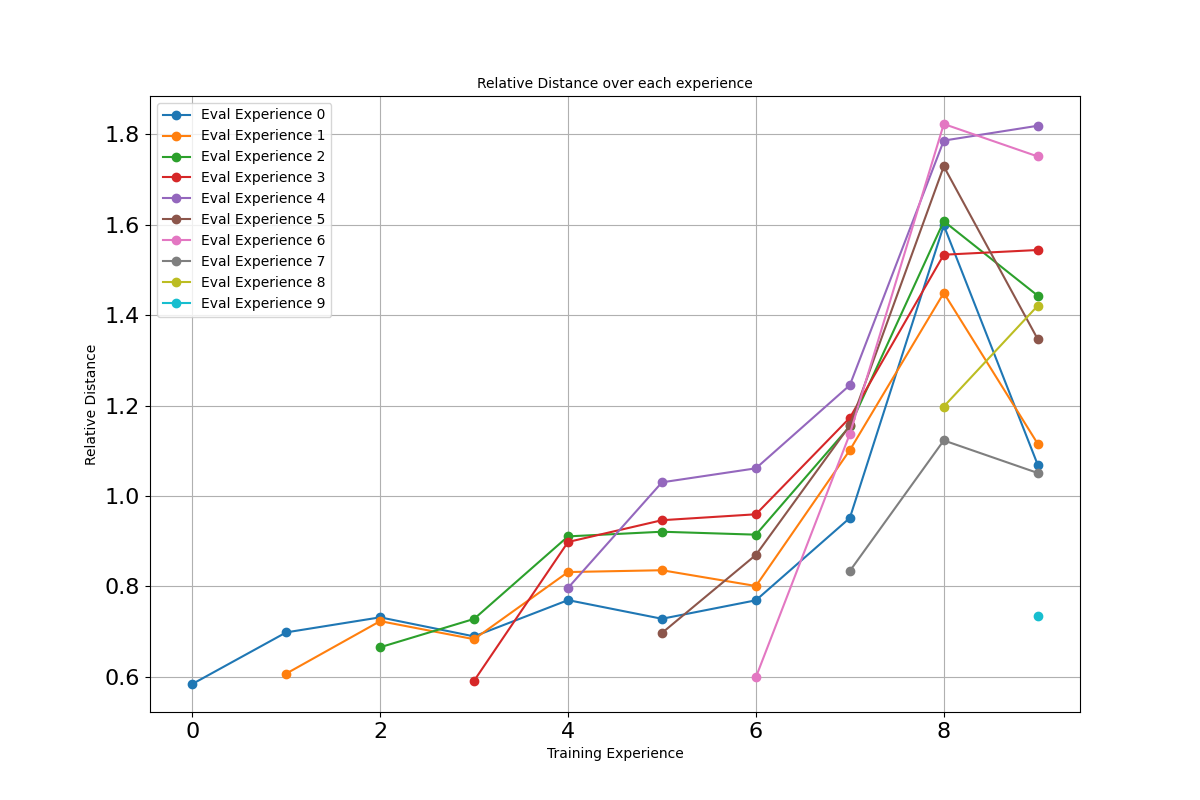 Relative Distance over each experience
Eval Experience 0
Eval Experience 1
Eval Experience 2
Eval Experience 3
Eval Experience 4
Eval Experience 5
Eval Experience 6
Eval Experience 7
Eval Experience 8
Eval Experience 9
1.8
1.6
1.4
1.2
1.0
0.8
0.6
Relative Distance
0 2 4 6 8
Training Experience